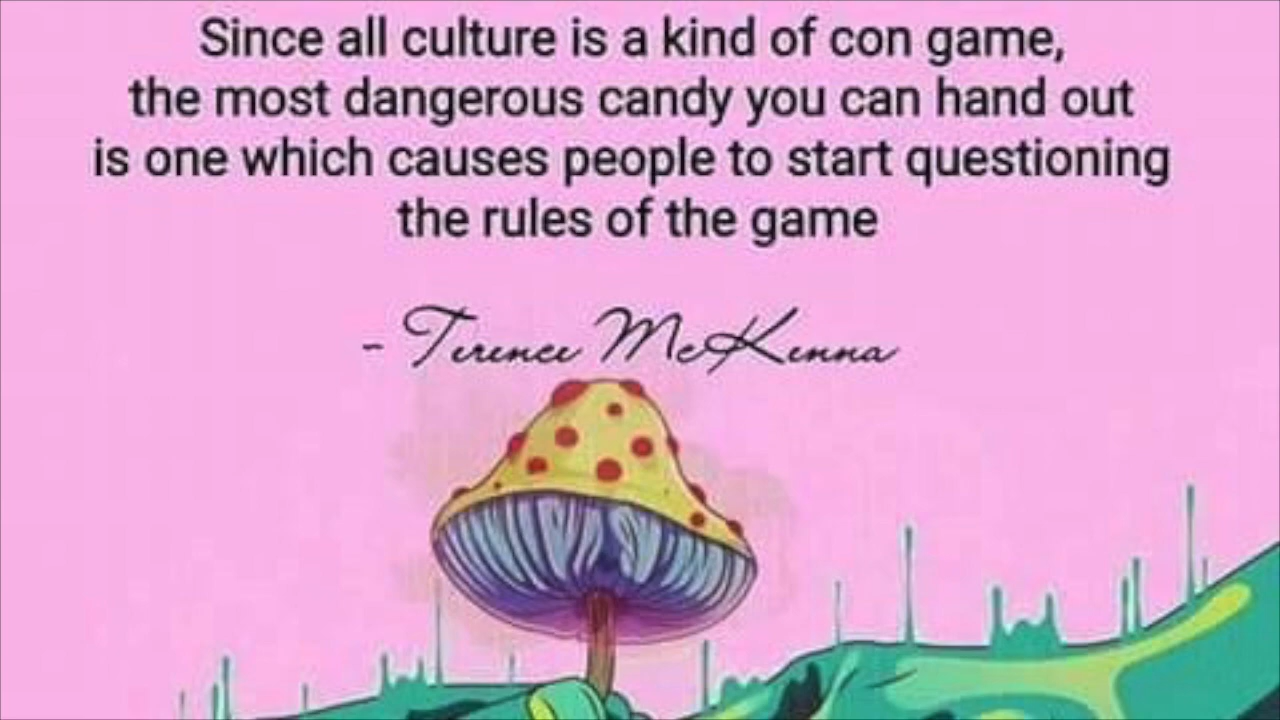 Since all culture is a kind of con game,
the most dangerous candy you can hand out
is one which causes people to start questioning
the rules of the game
- Terence McKenna